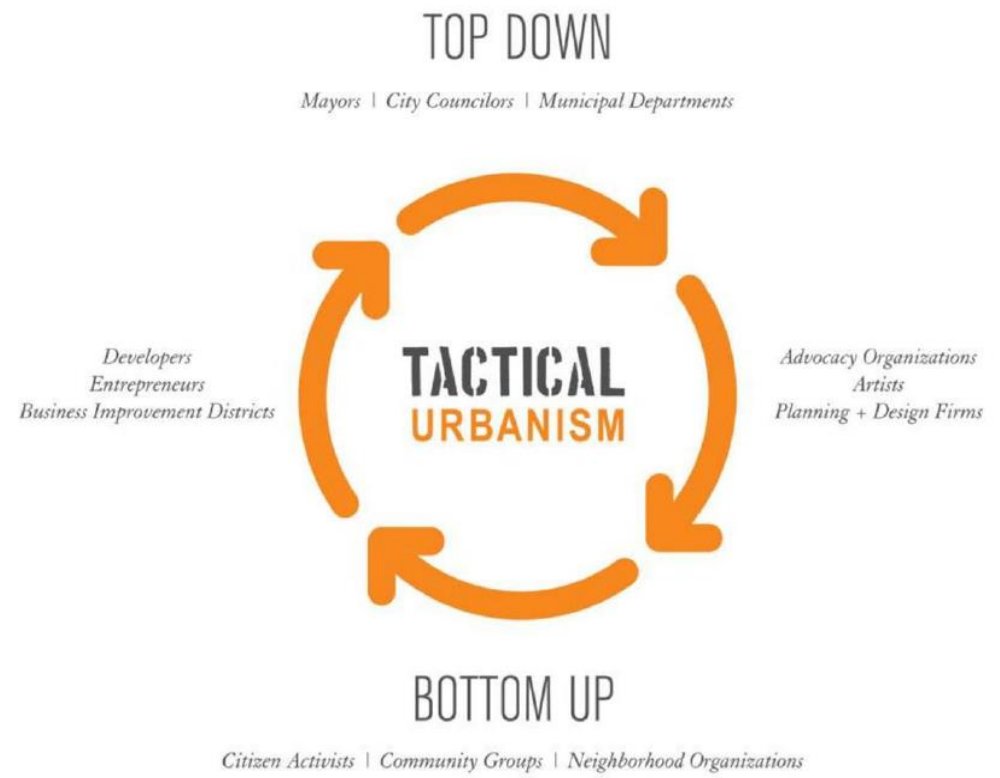 TOP DOWN
Mayors | City Councilors | Municipal Departments
Developers
Entrepreneurs
Business Improvement Districts
TACTICAL
URBANISM
Advocacy Organizations
Artists
Planning + Design Firms
BOTTOM UP
Citizen Activists | Community Groups | Neighborhood Organizations